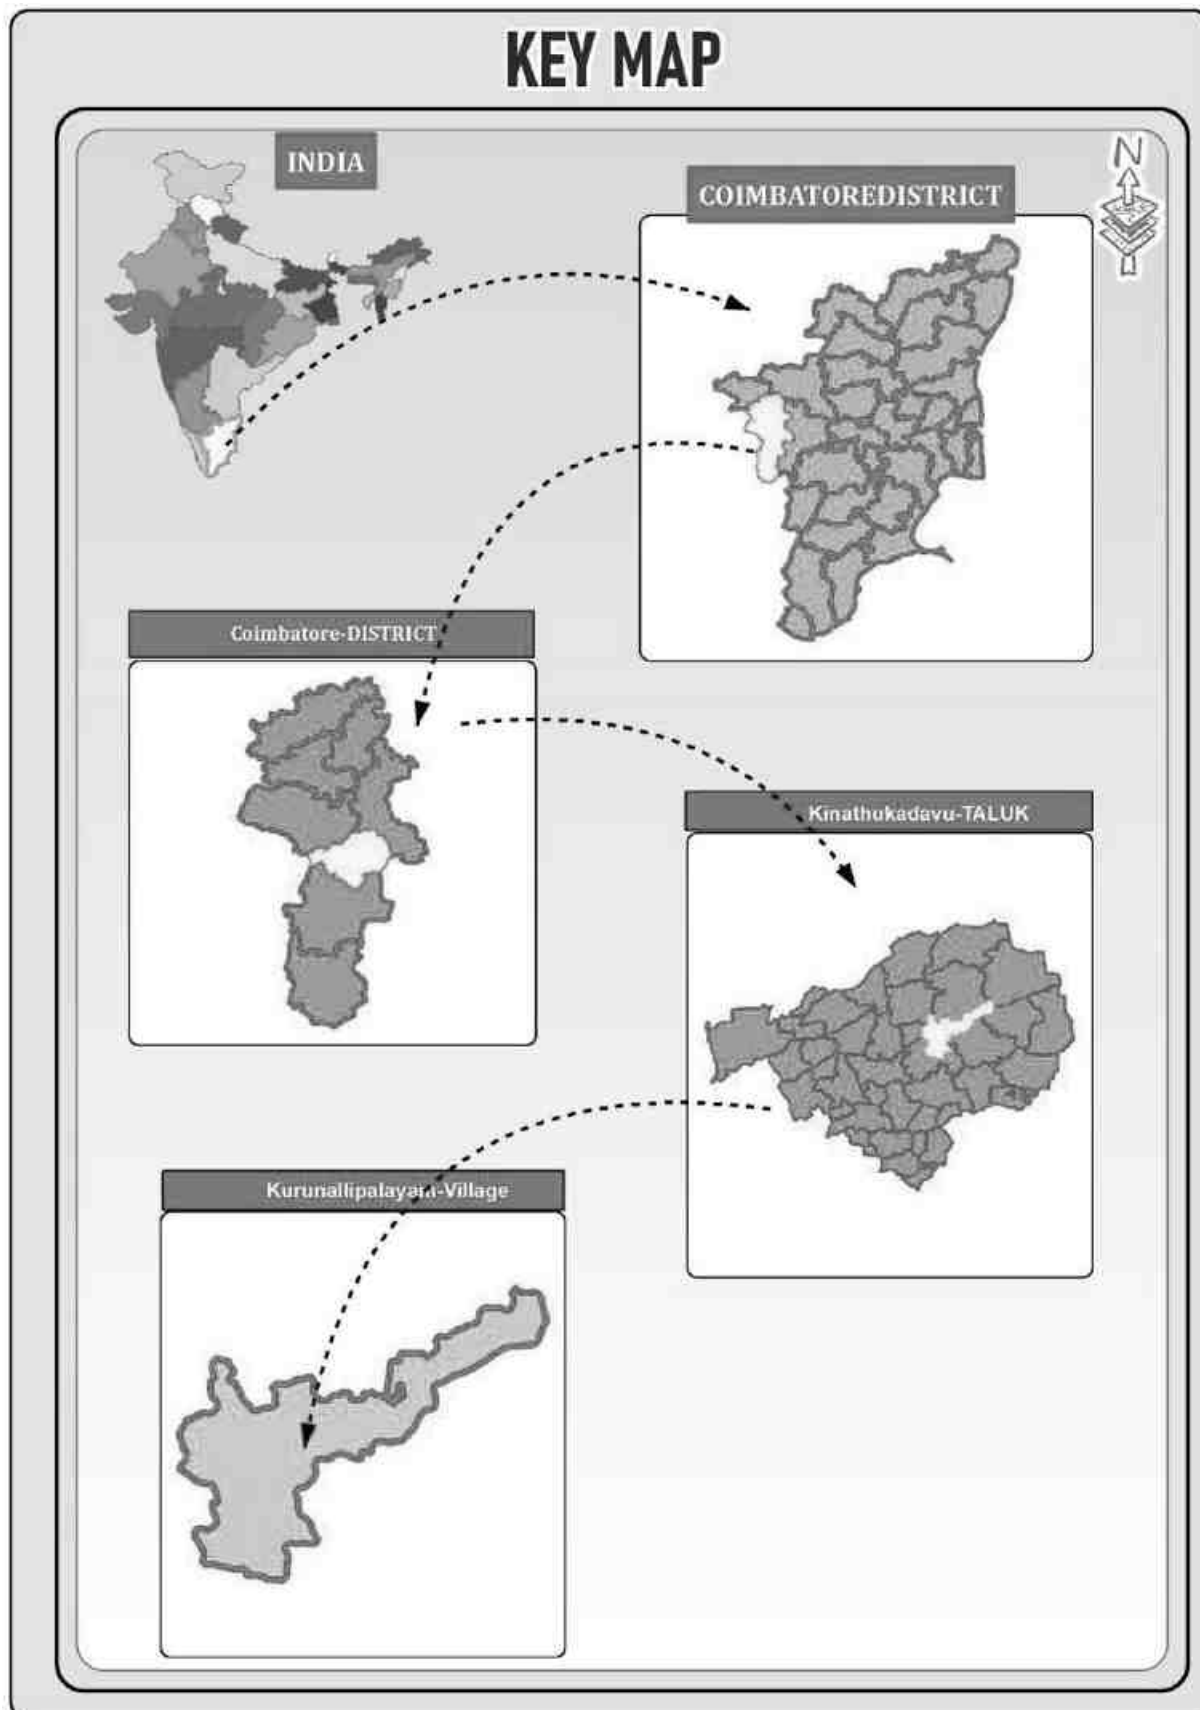 KEY MAP
INDIA
N
COIMBATOREDISTRICT
Coimbatore-DISTRICT
Kinathukadavu-TALUK
Kurunallipalayam-Village